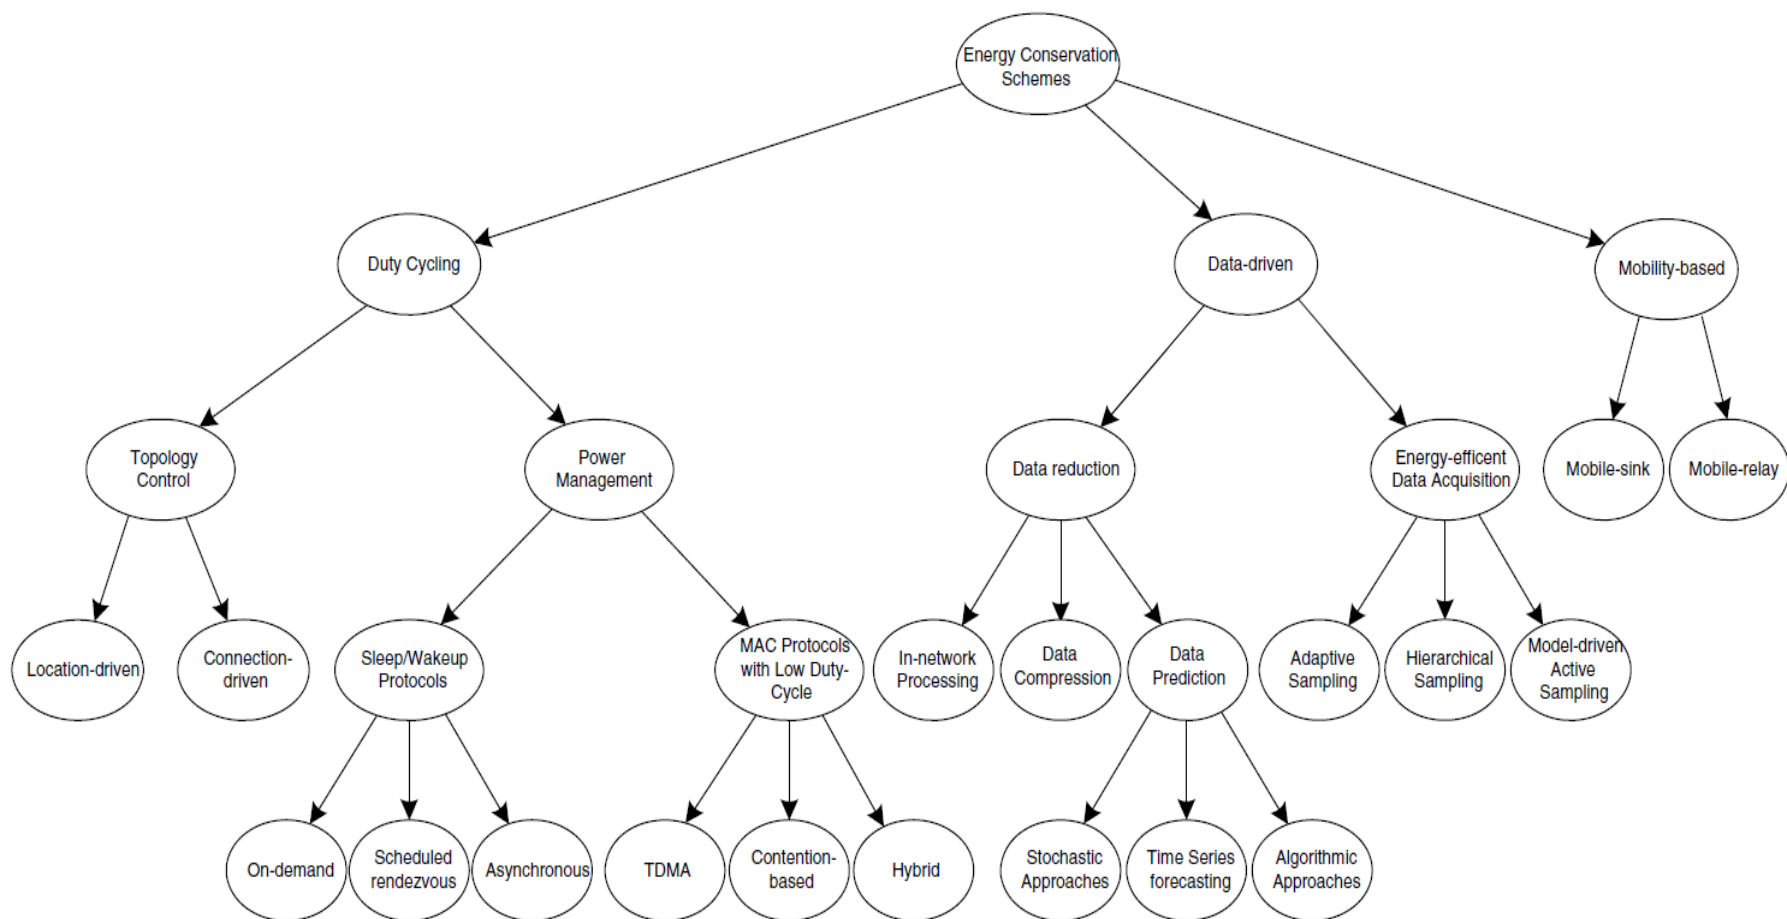 Energy Conservation
Schemes
Duty Cycling
Data-driven
Mobility-based
Topology
Control
Power
Management
Data reduction
Energy-efficent
Data Acquisition
Mobile-sink
Mobile-relay
Location-driven
Connection-
driven
Sleep/Wakeup
Protocols
MAC Protocols
with Low Duty-
Cycle
In-network
Processing
Data
Compression
Data
Prediction
Adaptive
Sampling
Hierarchical
Sampling
Model-driven
Active
Sampling
On-demand
Scheduled
rendezvous
Asynchronous
TDMA
Contention-
based
Hybrid
Stochastic
Approaches
Time Series
forecasting
Algorithmic
Approaches